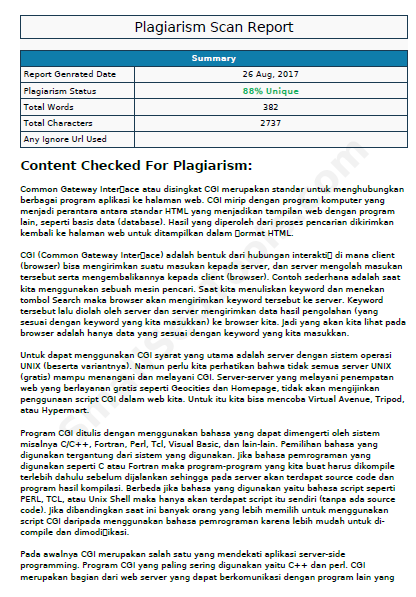 Plagiarism Scan Report
Summary
Report Genrated Date 26 Aug, 2017
Plagiarism Status 88% Unique
Total Words 382
Total Characters 2737
Any Ignore Url Used
Content Checked For Plagiarism:
Common Gateway Inter▯ace atau disingkat CGI merupakan standar untuk menghubungkan
berbagai program aplikasi ke halaman web. CGI mirip dengan program komputer yang
menjadi perantara antara standar HTML yang menjadikan tampilan web dengan program
lain, seperti basis data (database). Hasil yang diperoleh dari proses pencarian dikirimkan
kembali ke halaman web untuk ditampilkan dalam ▯ormat HTML.
CGI (Common Gateway Inter▯ace) adalah bentuk dari hubungan interakti▯ di mana client
(browser) bisa mengirimkan suatu masukan kepada server, dan server mengolah masukan
tersebut serta mengembalikannya kepada client (browser). Contoh sederhana adalah saat
kita menggunakan sebuah mesin pencari. Saat kita menuliskan keyword dan menekan
tombol Search maka browser akan mengirimkan keyword tersebut ke server. Keyword
tersebut lalu diolah oleh server dan server mengirimkan data hasil pengolahan (yang
sesuai dengan keyword yang kita masukkan) ke browser kita. Jadi yang akan kita lihat pada
browser adalah hanya data yang sesuai dengan keyword yang kita masukkan.
Untuk dapat menggunakan CGI syarat yang utama adalah server dengan sistem operasi
UNIX (beserta variantnya). Namun perlu kita perhatikan bahwa tidak semua server UNIX
(gratis) mampu menangani dan melayani CGI. Server-server yang melayani penempatan
web yang berlayanan gratis seperti Geocities dan Homepage, tidak akan mengijinkan
penggunaan script CGI dalam web kita. Untuk itu kita bisa mencoba Virtual Avenue, Tripod,
atau Hypermart.
Program CGI ditulis dengan menggunakan bahasa yang dapat dimengerti oleh sistem
misalnya C/C++, Fortran, Perl, Tcl, Visual Basic, dan lain-lain. Pemilihan bahasa yang
digunakan tergantung dari sistem yang digunakan. Jika bahasa pemrograman yang
digunakan seperti C atau Fortran maka program-program yang kita buat harus dikompile
terlebih dahulu sebelum dijalankan sehingga pada server akan terdapat source code dan
program hasil kompilasi. Berbeda jika bahasa yang digunakan yaitu bahasa script seperti
PERL, TCL, atau Unix Shell maka hanya akan terdapat script itu sendiri (tanpa ada source
code). Jika dibandingkan saat ini banyak orang yang lebih memilih untuk menggunakan
script CGI daripada menggunakan bahasa pemrograman karena lebih mudah untuk di-
compile dan dimodi▯ikasi.
Pada awalnya CGI merupakan salah satu yang mendekati aplikasi server-side
programming. Program CGI yang paling sering digunakan yaitu C++ dan perl. CGI
merupakan bagian dari web server yang dapat berkomunikasi dengan program lain yang